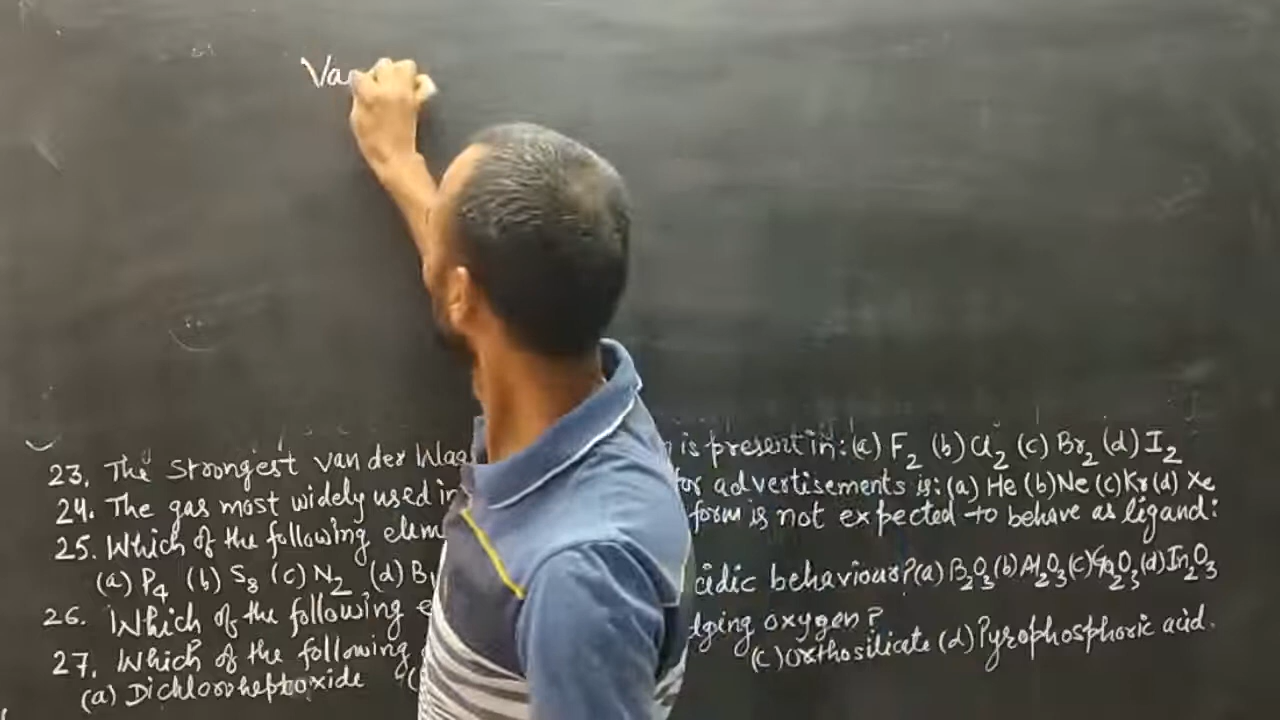 Va
23. The strongest Van der Waa is present in: (a) F2 (b) Cl2 (c) Br2 (d) I2
24. The gas most widely used in for advertisements is: (a) He (b) Ne (c) Kr (d) Xe
25. Which of the following elem form is not expected to behave as ligand:
(a) P4 (b) S8 (c) N2 (d) B
26. Which of the following cidic behaviour? (a) B2O3 (b) Al2O3 (c) Ga2O3 (d) In2O3
27. Which of the following dging oxygen?
(a) Dichloroheptoxide (c) Orthosilicate (d) Pyrophosphoric acid.